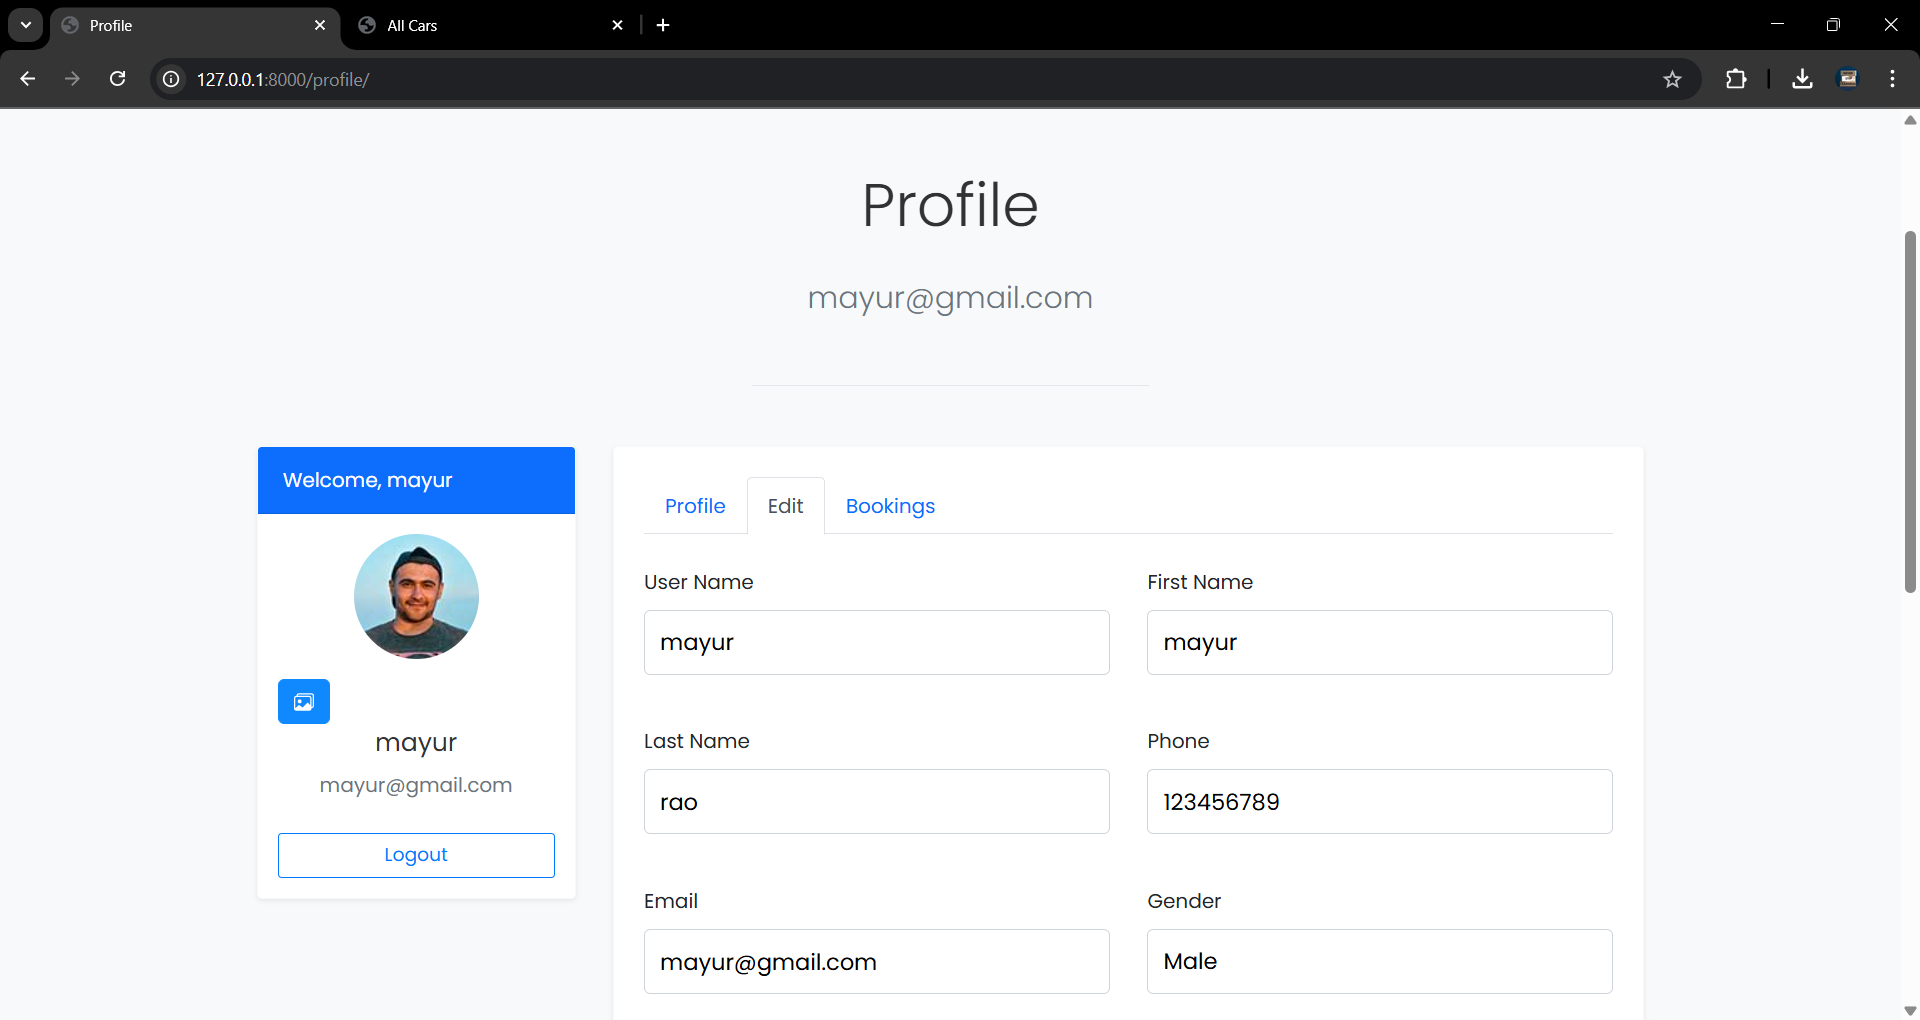 Profile
All Cars
127.0.0.1:8000/profile/
Profile
mayur@gmail.com
Welcome, mayur
mayur
mayur@gmail.com
Logout
Profile Edit Bookings
User Name First Name
mayur mayur
Last Name Phone
rao 123456789
Email Gender
mayur@gmail.com Male